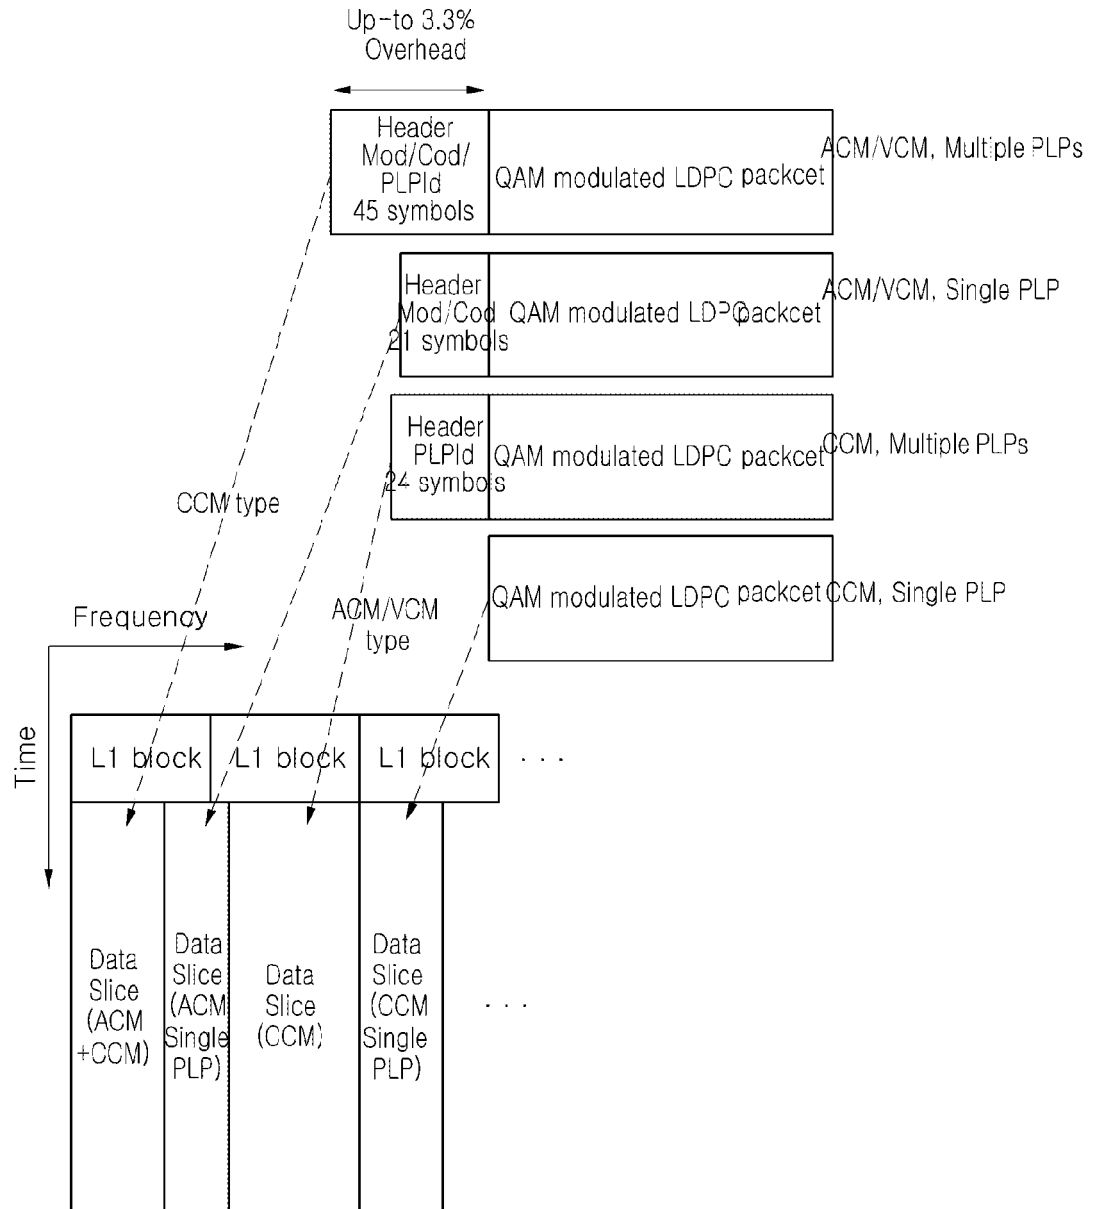 Up-to 3.3%
Overhead
Header
Mod/Cod/
PLPId
45 symbols
QAM modulated LDPC packcet
ACM/VCM, Multiple PLPs
Header
Mod/Cod
21 symbols
QAM modulated LDPC packcet
ACM/VCM, Single PLP
Header
PLPId
24 symbols
QAM modulated LDPC packcet
CCM, Multiple PLPs
CCM type
QAM modulated LDPC packcet
CCM, Single PLP
ACM/VCM
type
Frequency
Time
L1 block
L1 block
L1 block
. . .
Data
Slice
(ACM
+CCM)
Data
Slice
(ACM
Single
PLP)
Data
Slice
(CCM)
Data
Slice
(CCM
Single
PLP)
. . .